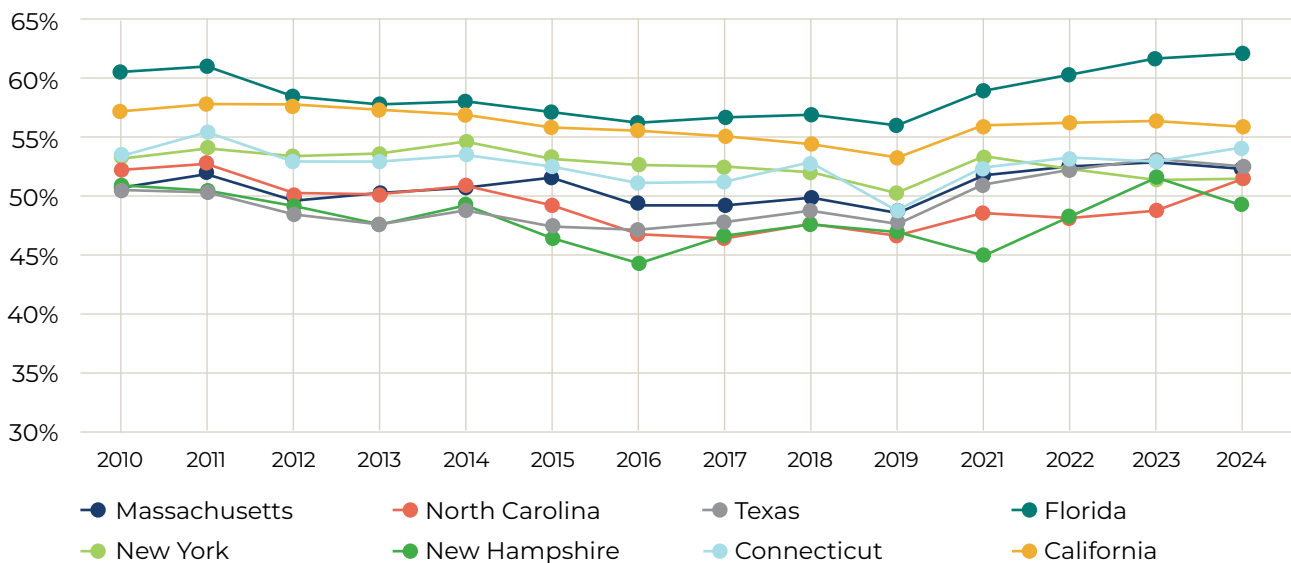 65%
60%
55%
50%
45%
40%
35%
30%
2010 2011 2012 2013 2014 2015 2016 2017 2018 2019 2021 2022 2023 2024
Massachusetts North Carolina Texas Florida
New York New Hampshire Connecticut California